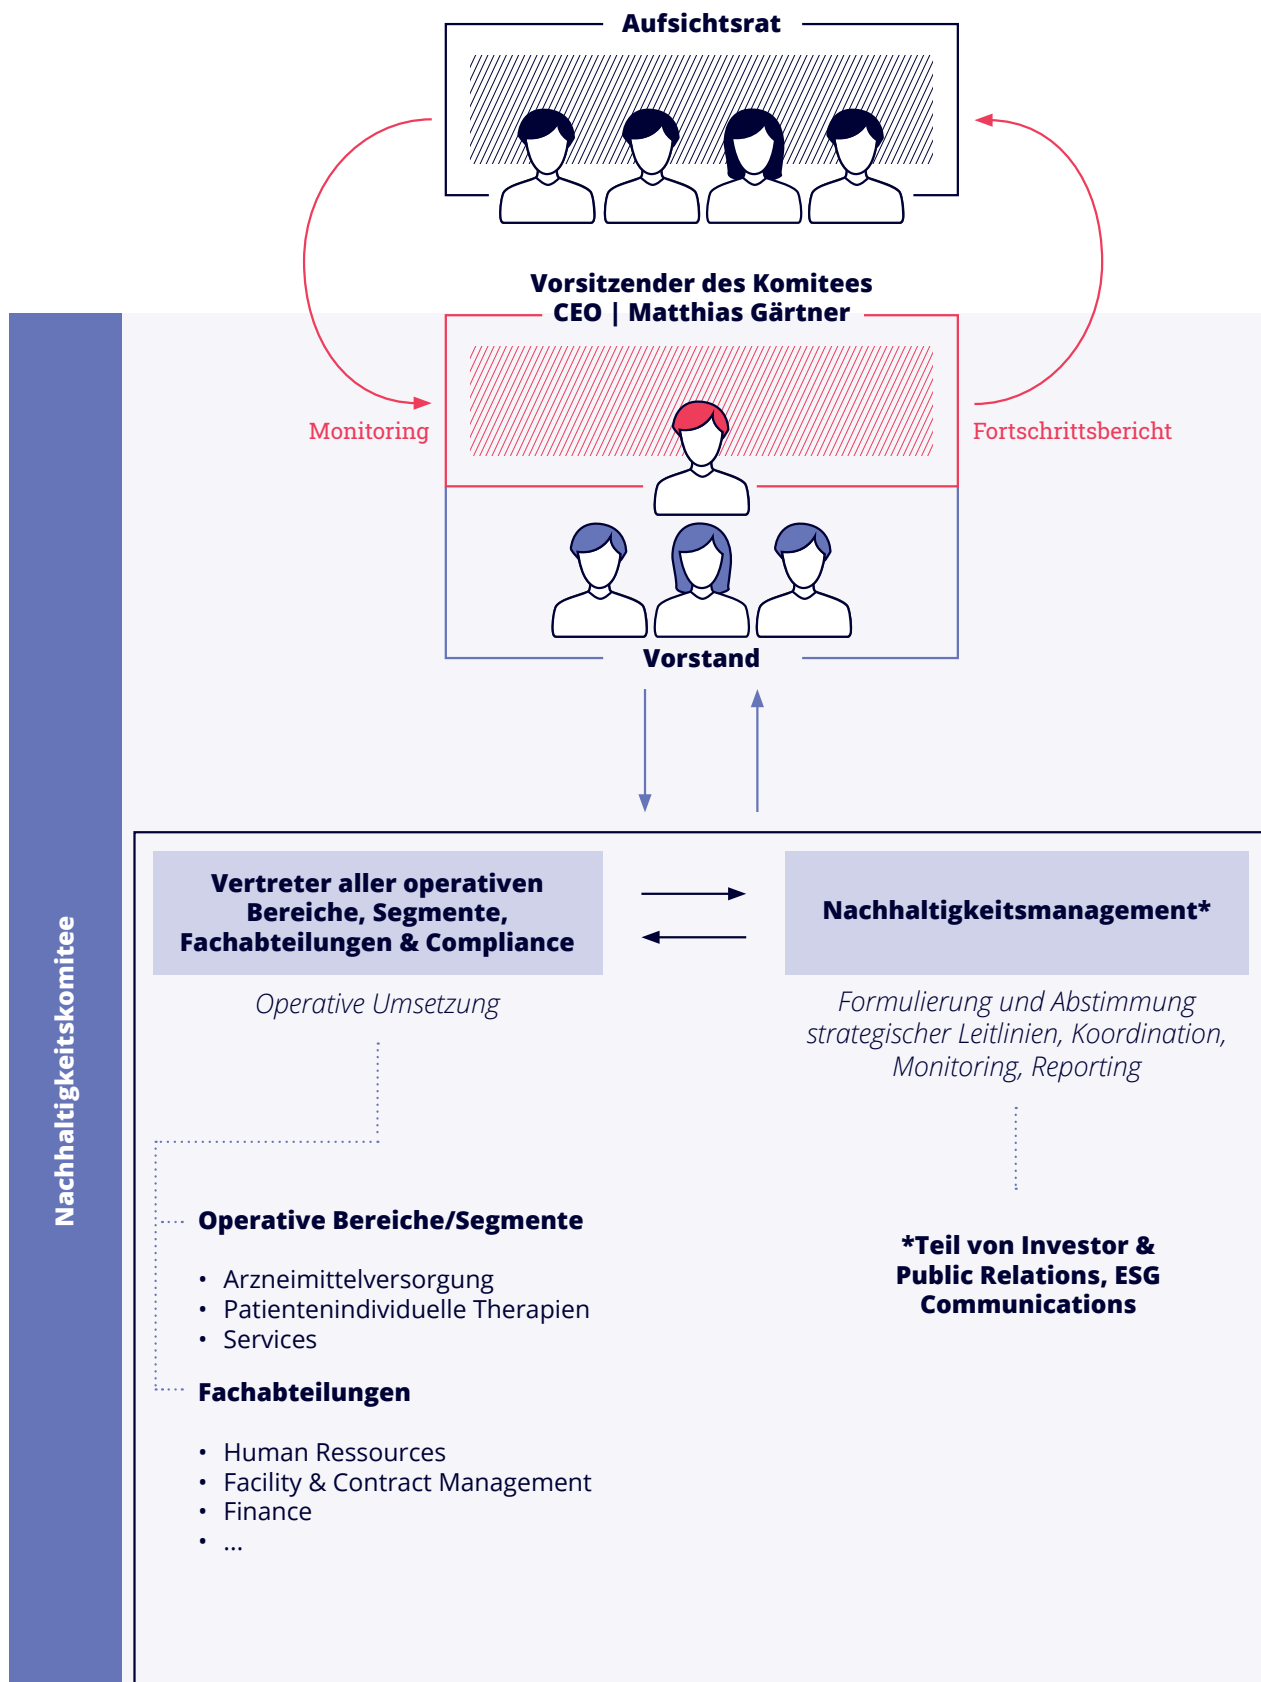 Aufsichtsrat
Vorsitzender des Komitees
CEO | Matthias Gärtner
Monitoring
Fortschrittsbericht
Vorstand
Nachhaltigkeitskomitee
Vertreter aller operativen
Bereiche, Segmente,
Fachabteilungen & Compliance
Operative Umsetzung
Nachhaltigkeitsmanagement*
Formulierung und Abstimmung
strategischer Leitlinien, Koordination,
Monitoring, Reporting
Operative Bereiche/Segmente
• Arzneimittelversorgung
• Patientenindividuelle Therapien
• Services
Fachabteilungen
• Human Ressources
• Facility & Contract Management
• Finance
• ...
*Teil von Investor &
Public Relations, ESG
Communications